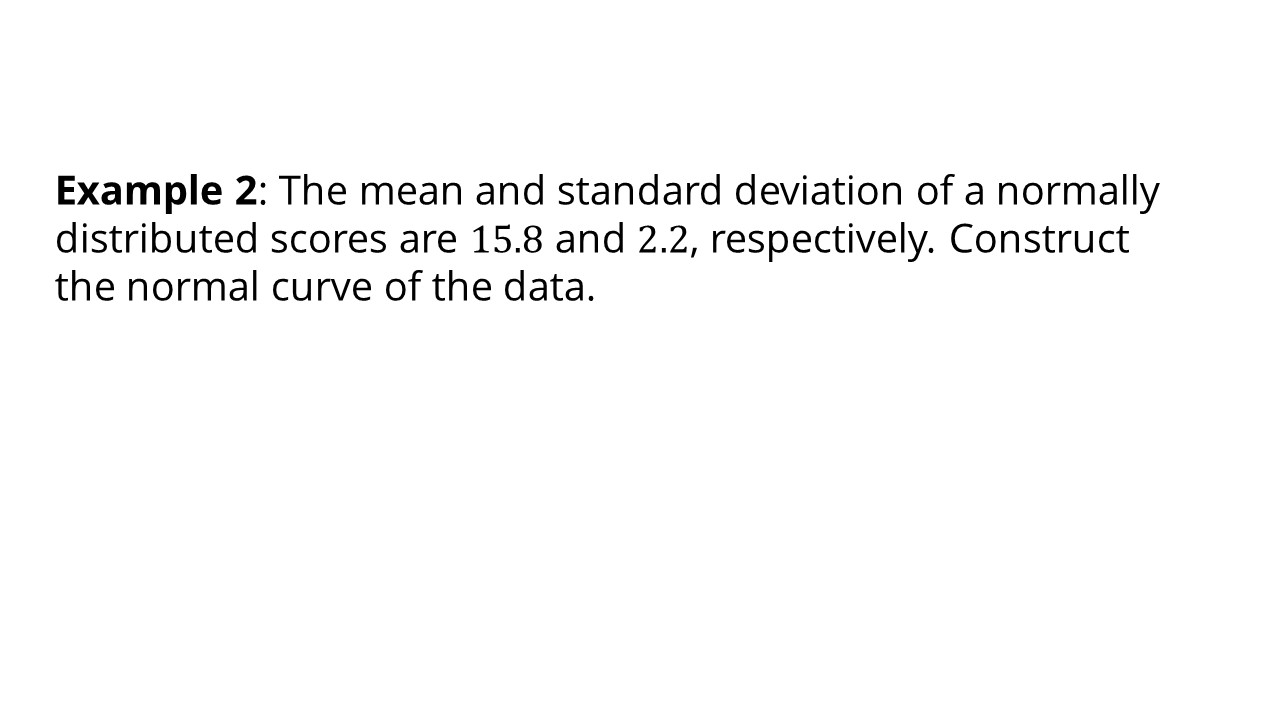 Example 2: The mean and standard deviation of a normally
distributed scores are 15.8 and 2.2, respectively. Construct
the normal curve of the data.